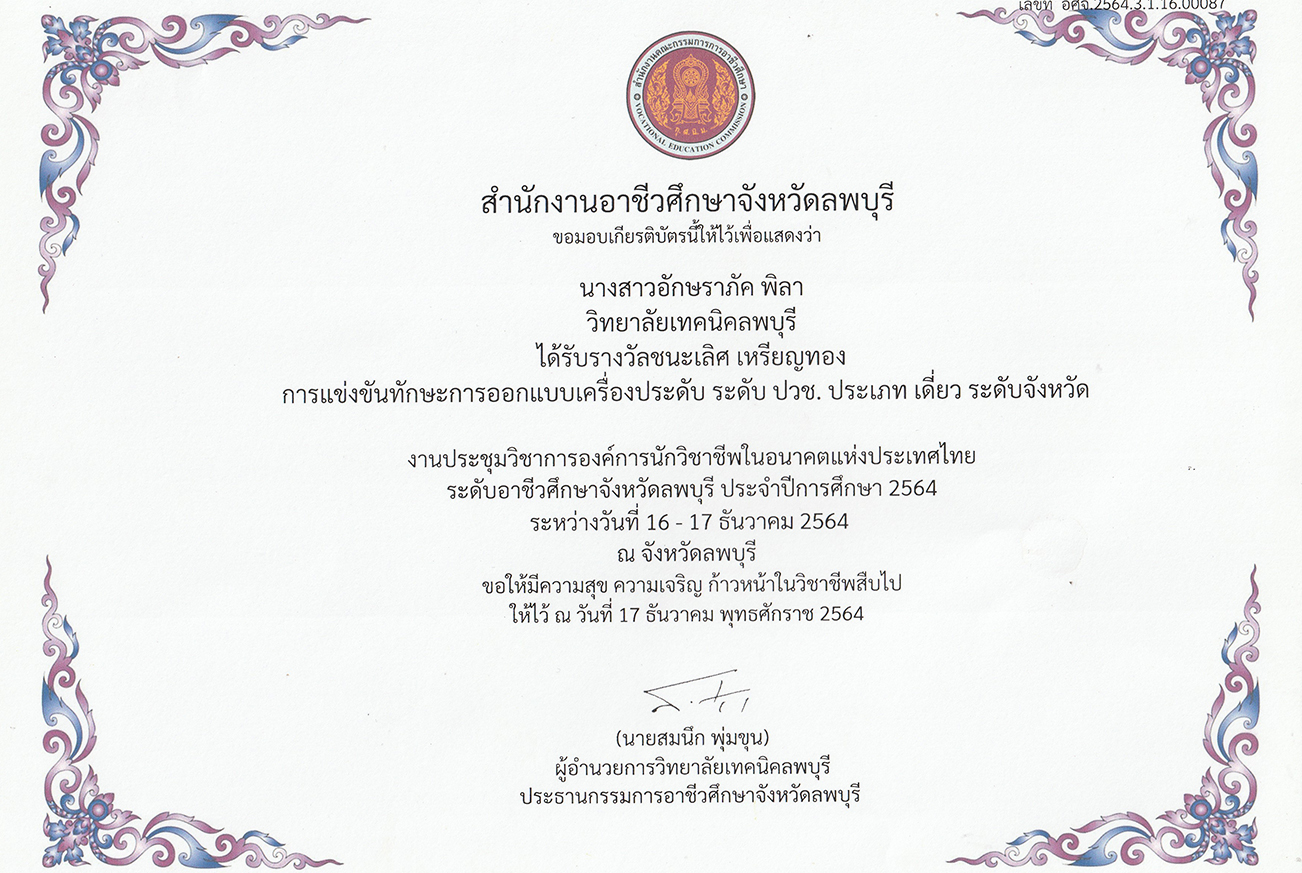 เลขที่ อศจ.2564.3.1.16.00087
สำนักงานคณะกรรมการการอาชีวศึกษา
VOCATIONAL EDUCATION COMMISSION
สำนักงานอาชีวศึกษาจังหวัดลพบุรี
ขอมอบเกียรติบัตรนี้ให้ไว้เพื่อแสดงว่า
นางสาวอักษราภัค พิลา
วิทยาลัยเทคนิคลพบุรี
ได้รับรางวัลชนะเลิศ เหรียญทอง
การแข่งขันทักษะการออกแบบเครื่องประดับ ระดับ ปวช. ประเภท เดี่ยว ระดับจังหวัด
งานประชุมวิชาการองค์การนักวิชาชีพในอนาคตแห่งประเทศไทย
ระดับอาชีวศึกษาจังหวัดลพบุรี ประจำปีการศึกษา 2564
ระหว่างวันที่ 16 - 17 ธันวาคม 2564
ณ จังหวัดลพบุรี
ขอให้มีความสุข ความเจริญ ก้าวหน้าในวิชาชีพสืบไป
ให้ไว้ ณ วันที่ 17 ธันวาคม พุทธศักราช 2564
(นายสมนึก พุ่มขุน)
ผู้อำนวยการวิทยาลัยเทคนิคลพบุรี
ประธานกรรมการอาชีวศึกษาจังหวัดลพบุรี